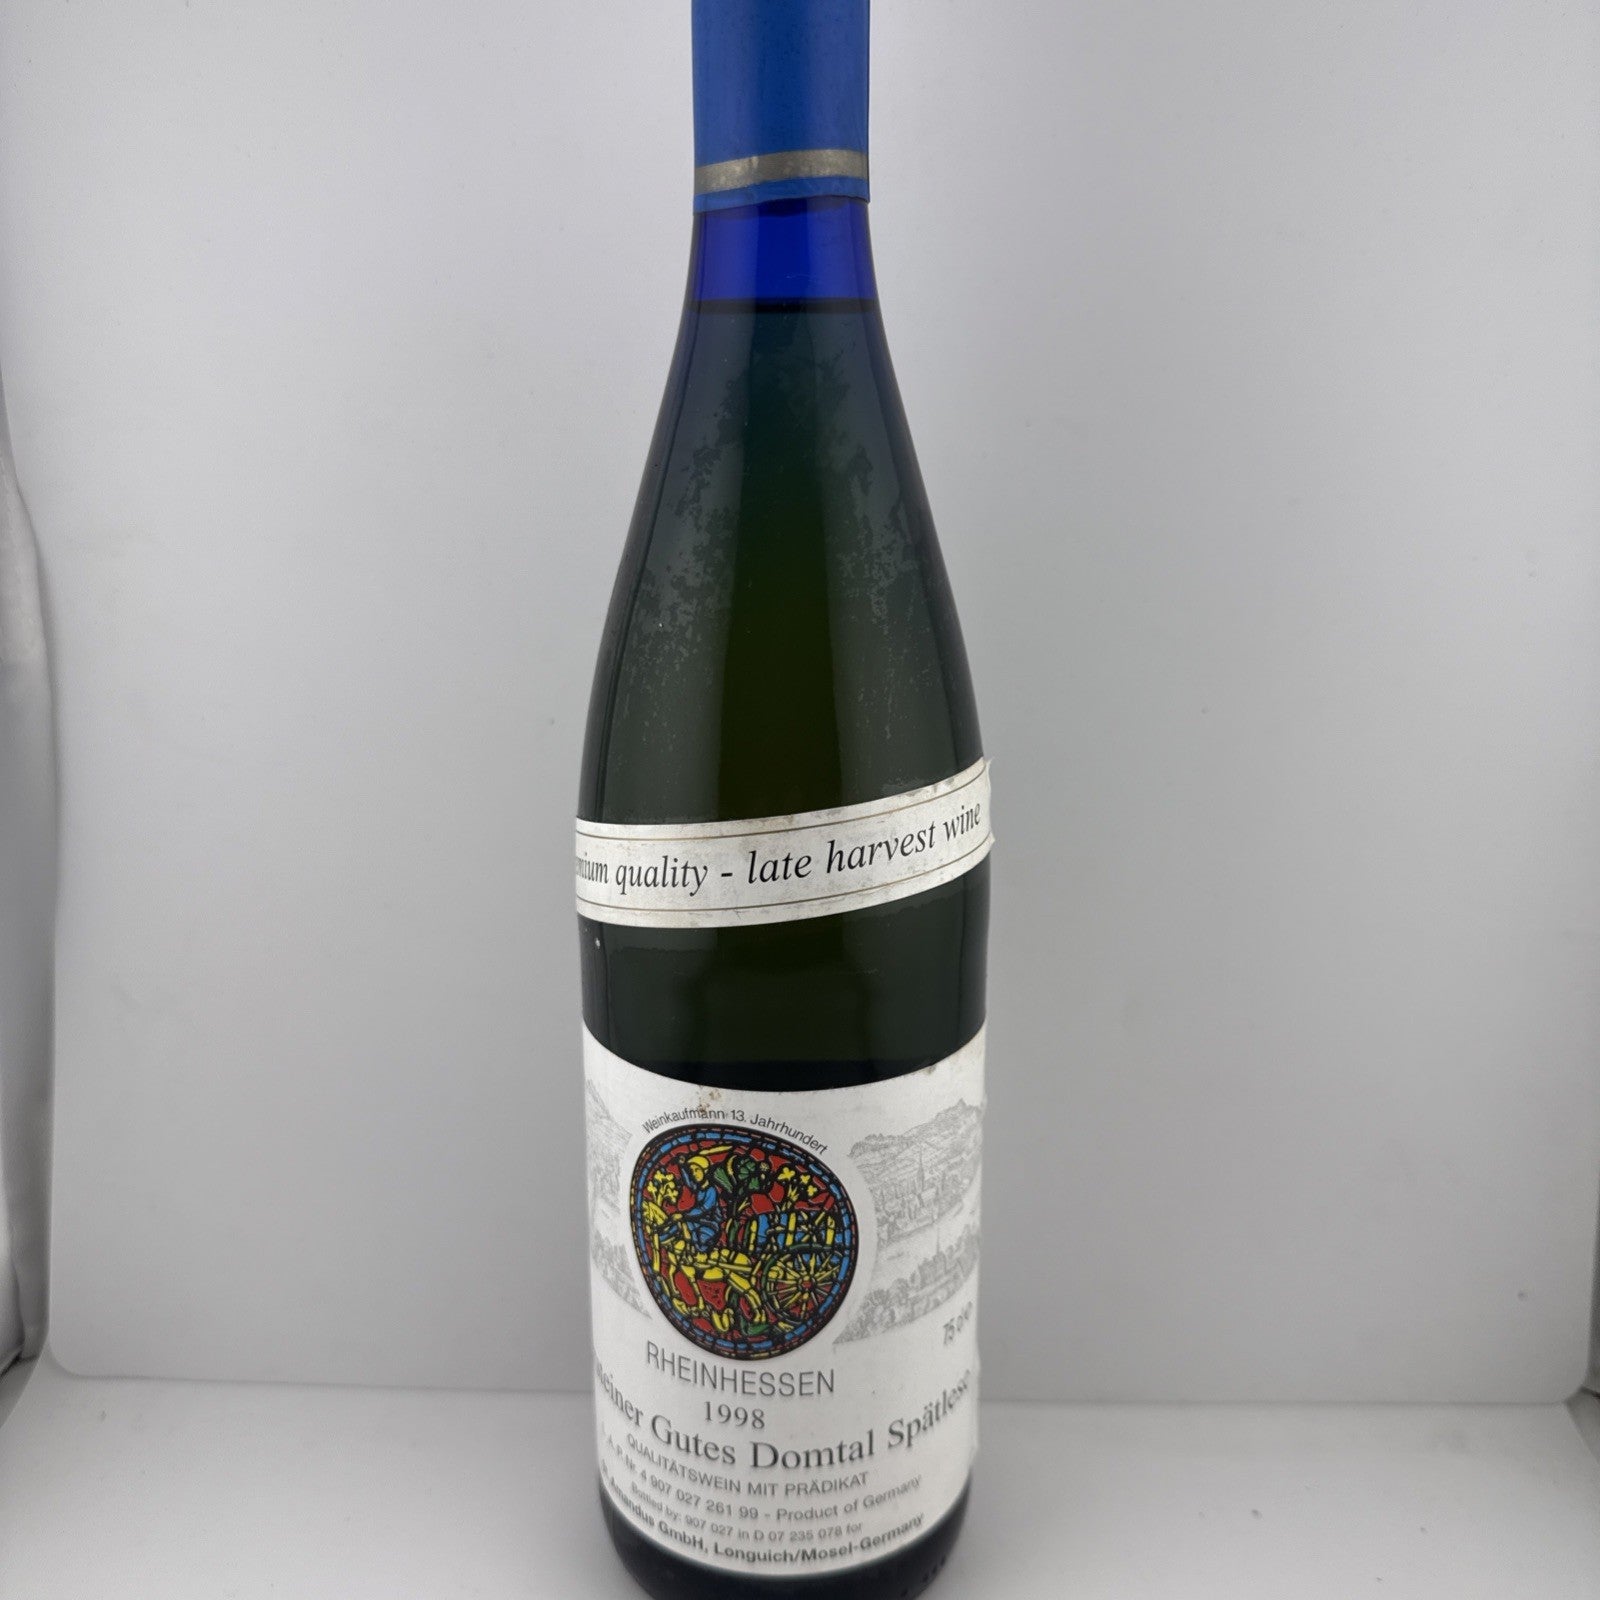 quality - late harvest wine
Weinkaufmann 13. Jahrhundert
75 cl
RHEINHESSEN
1998
Gutes Domtal Spätlese
QUALITÄTSWEIN MIT PRÄDIKAT
L. A. P. Nr. 4 907 027 261 99 - Product of Germany
Bottled by: 907 027 in D 07 235 078 for
St. Amandus GmbH, Longuich/Mosel-Germany